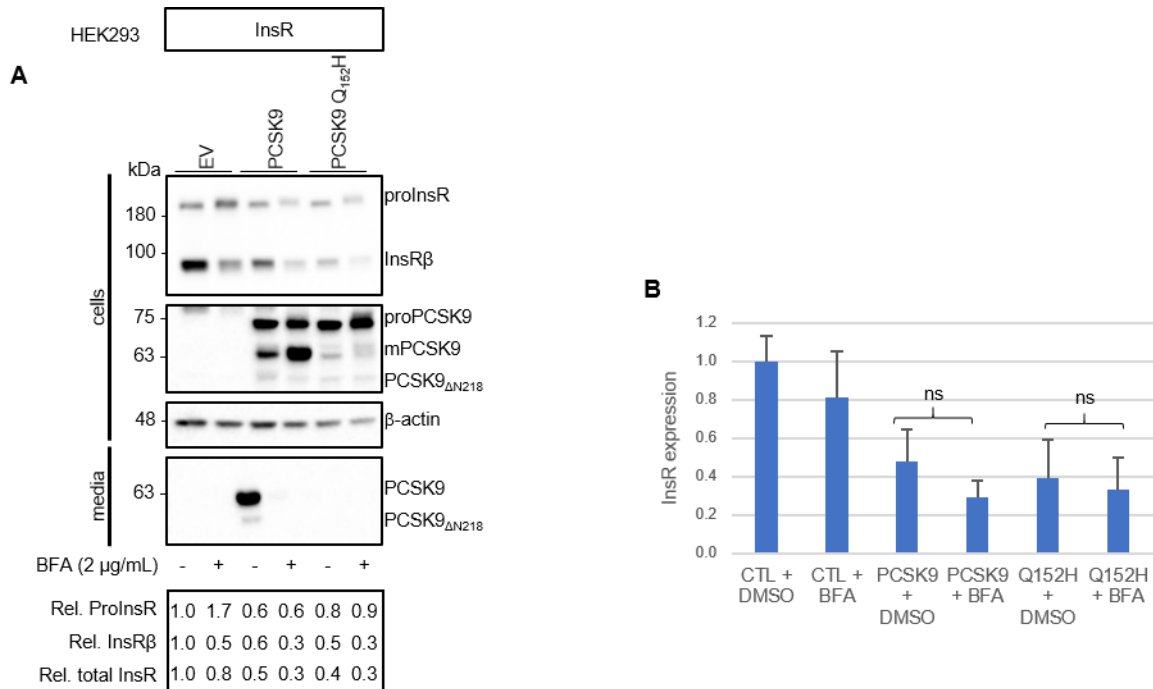 HEK293
InsR
A
EV
PCSK9
PCSK9 Q₁₅₂H
kDa
180
100
proInsR
InsRβ
cells
75
63
proPCSK9
mPCSK9
PCSK9ΔN218
48
β-actin
media
63
PCSK9
PCSK9ΔN218
BFA (2 µg/mL) - + - + - +
Rel. ProInsR 1.0 1.7 0.6 0.6 0.8 0.9
Rel. InsRβ 1.0 0.5 0.6 0.3 0.5 0.3
Rel. total InsR 1.0 0.8 0.5 0.3 0.4 0.3
B
InsR expression
1.2
1.0
0.8
0.6
0.4
0.2
0.0
ns
ns
CTL +
DMSO
CTL +
BFA
PCSK9
+
DMSO
PCSK9
+ BFA
Q152H
+
DMSO
Q152H
+ BFA